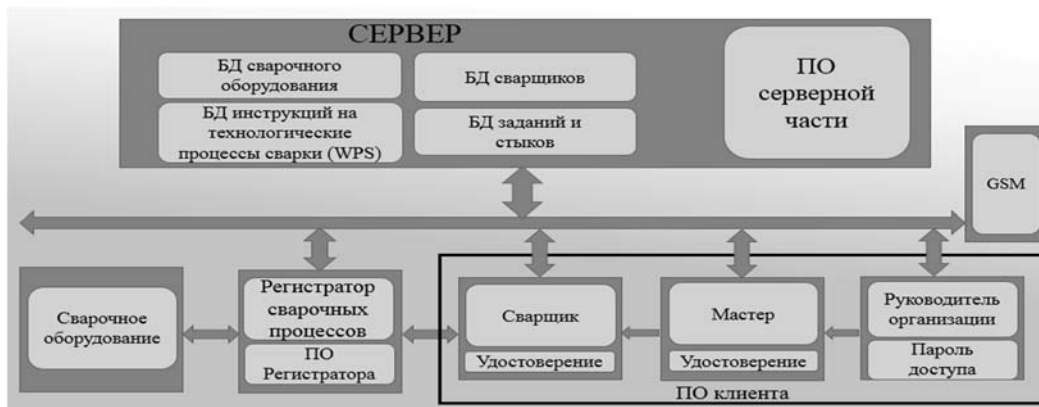 СЕРВЕР
БД сварочного
оборудования
БД сварщиков
БД инструкций на
технологические
процессы сварки (WPS)
БД заданий и
стыков
ПО
серверной
части
GSM
Сварочное
оборудование
Регистратор
сварочных
процессов
ПО
Регистратора
Сварщик
Удостоверение
Мастер
Удостоверение
Руководитель
организации
Пароль
доступа
ПО клиента